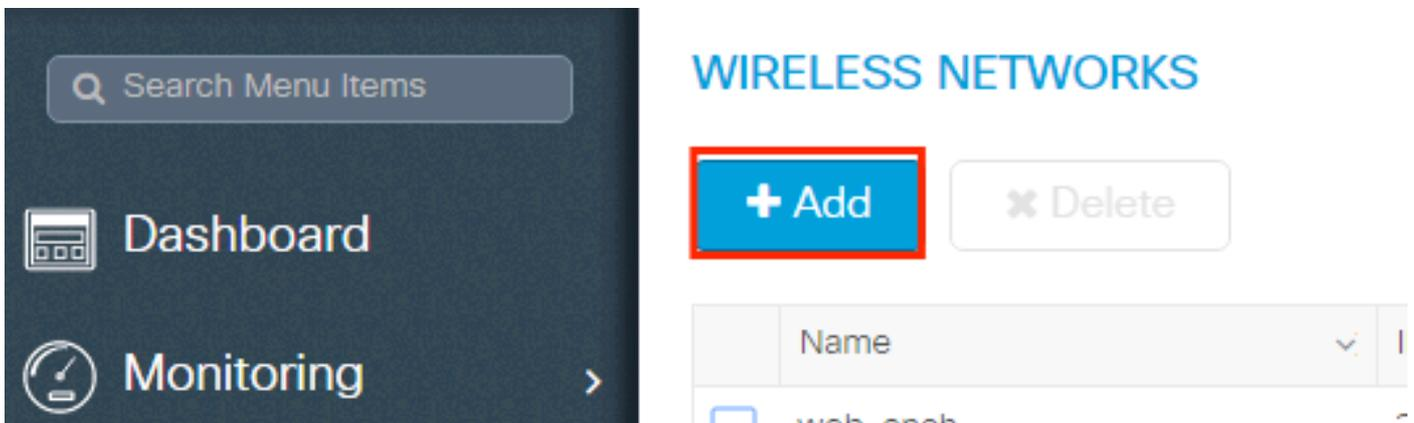 Search Menu Items
Dashboard
Monitoring
WIRELESS NETWORKS
Add
Delete
Name